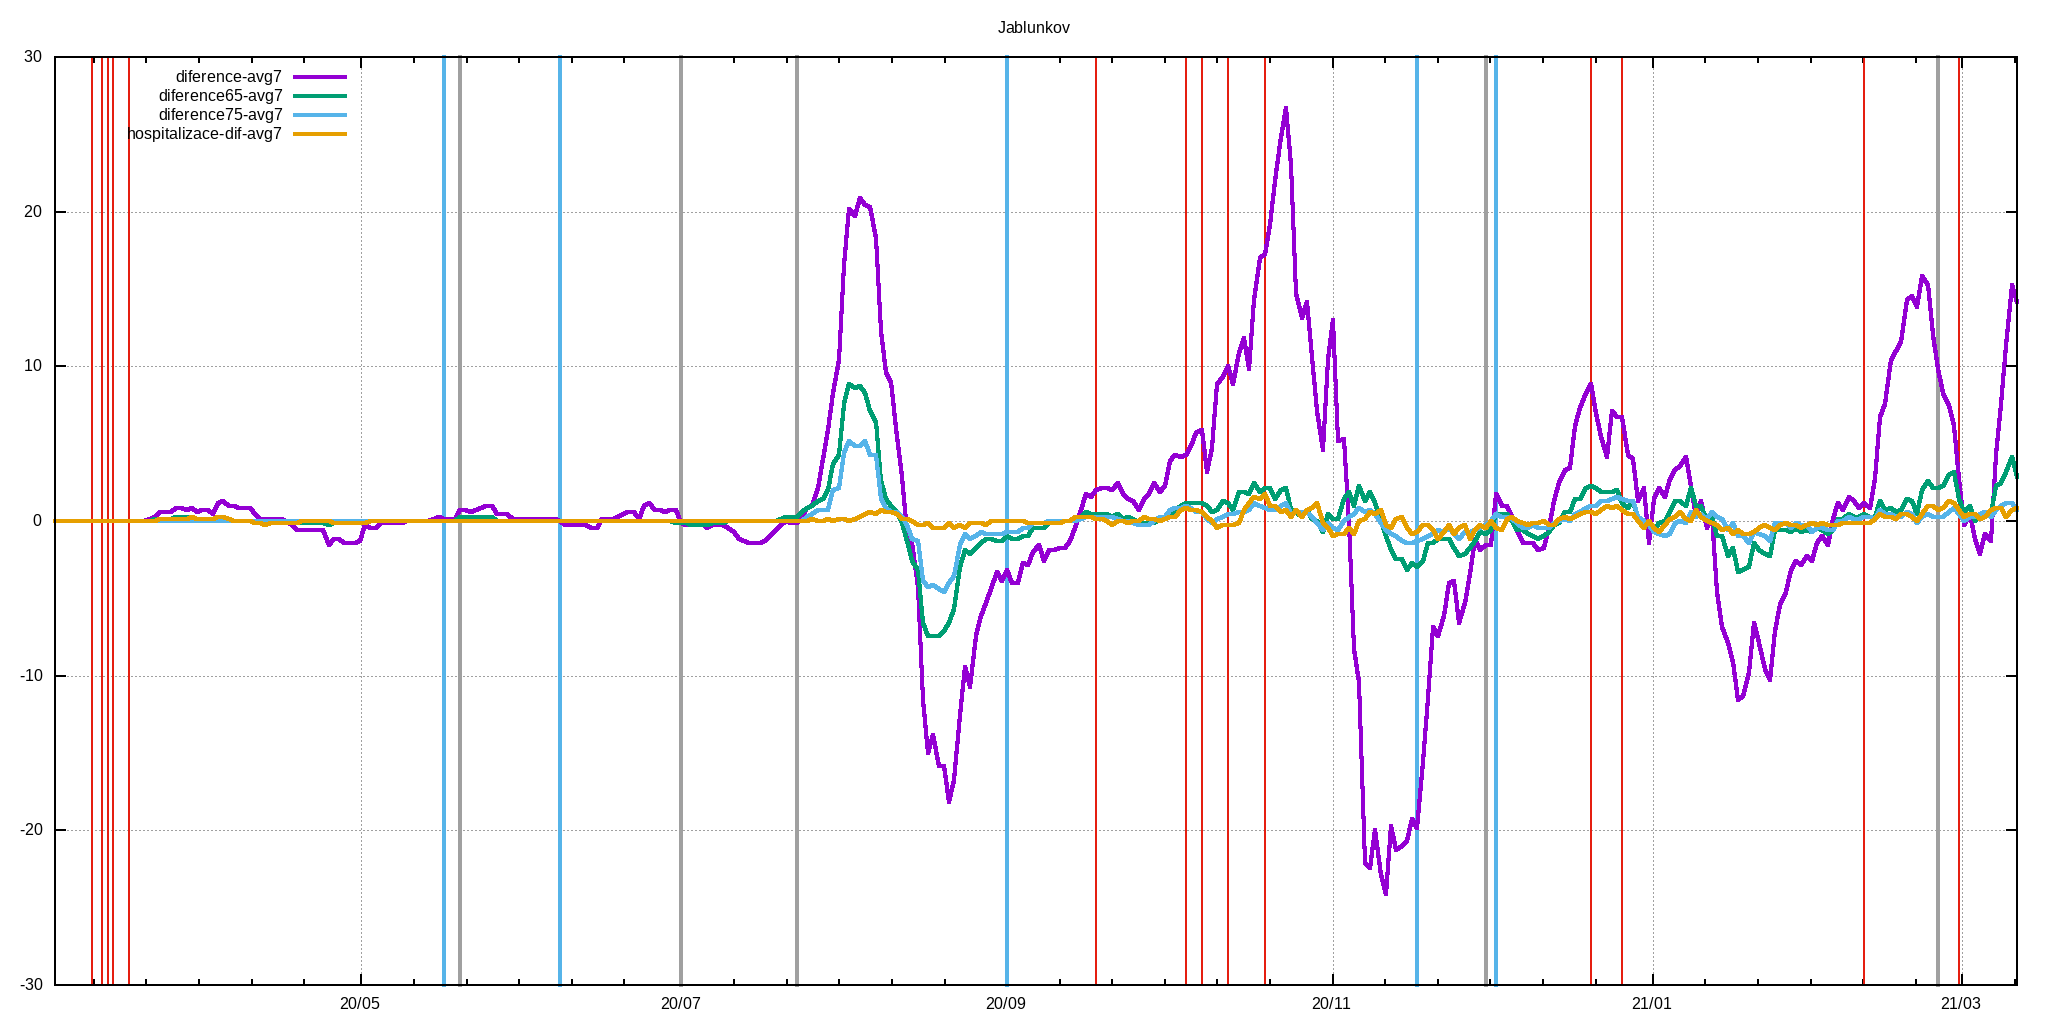 Jablunkov
30
20
10
0
-10
-20
-30
diference-avg7
diference65-avg7
diference75-avg7
hospitalizace-dif-avg7
20/05
20/07
20/09
20/11
21/01
21/03